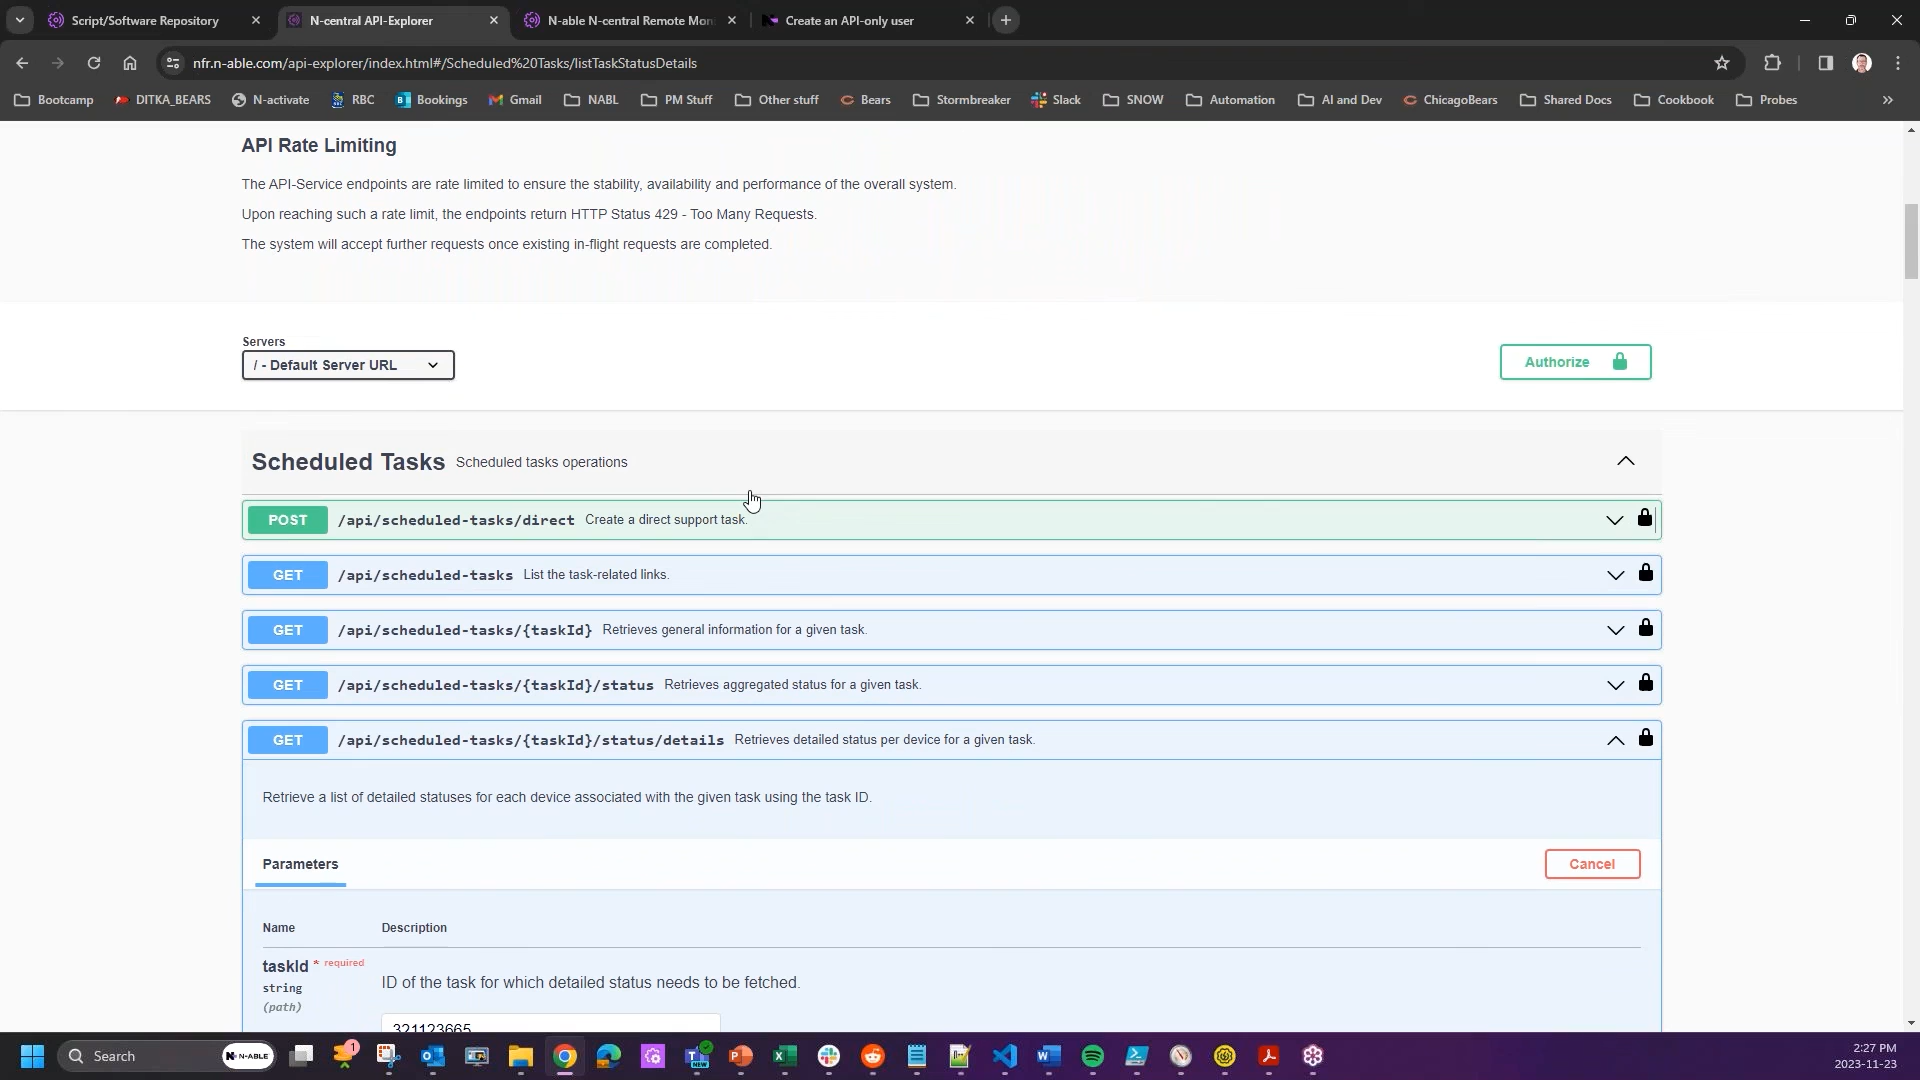 Script/Software Repository
N-central API-Explorer
N-able N-central Remote Mon
Create an API-only user
nfr.n-able.com/api-explorer/index.html#/Scheduled%20Tasks/listTaskStatusDetails
Bootcamp
DITKA_BEARS
N-activate
RBC
Bookings
Gmail
NABL
PM Stuff
Other stuff
Bears
Stormbreaker
Slack
SNOW
Automation
AI and Dev
ChicagoBears
Shared Docs
Cookbook
Probes
API Rate Limiting
The API-Service endpoints are rate limited to ensure the stability, availability and performance of the overall system.
Upon reaching such a rate limit, the endpoints return HTTP Status 429 - Too Many Requests.
The system will accept further requests once existing in-flight requests are completed.
Servers
/ - Default Server URL
Authorize
Scheduled Tasks Scheduled tasks operations
POST /api/scheduled-tasks/direct Create a direct support task.
GET /api/scheduled-tasks List the task-related links.
GET /api/scheduled-tasks/{taskId} Retrieves general information for a given task.
GET /api/scheduled-tasks/{taskId}/status Retrieves aggregated status for a given task.
GET /api/scheduled-tasks/{taskId}/status/details Retrieves detailed status per device for a given task.
Retrieve a list of detailed statuses for each device associated with the given task using the task ID.
Parameters
Cancel
Name Description
taskId * required
string
(path)
ID of the task for which detailed status needs to be fetched.
321123665
Search
N-ABLE
1
NEW
2:27 PM
2023-11-23